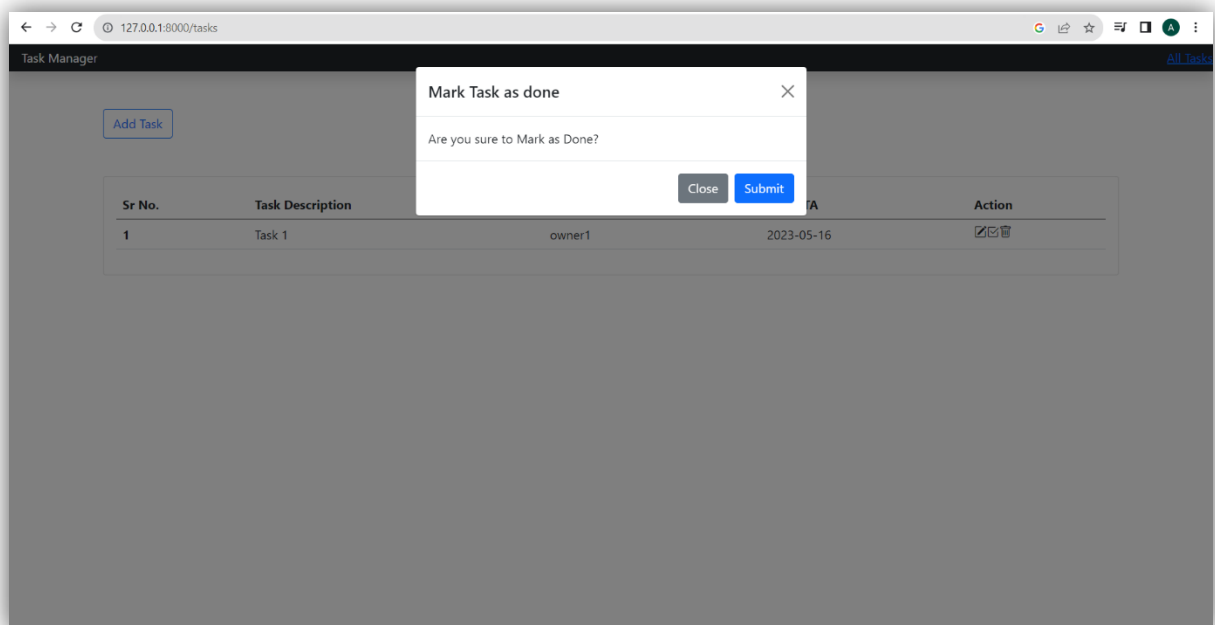 127.0.0.1:8000/tasks
G
A
Task Manager
All Tasks
Mark Task as done
Add Task
Are you sure to Mark as Done?
Close Submit
Sr No. Task Description TA Action
1 Task 1 owner1 2023-05-16